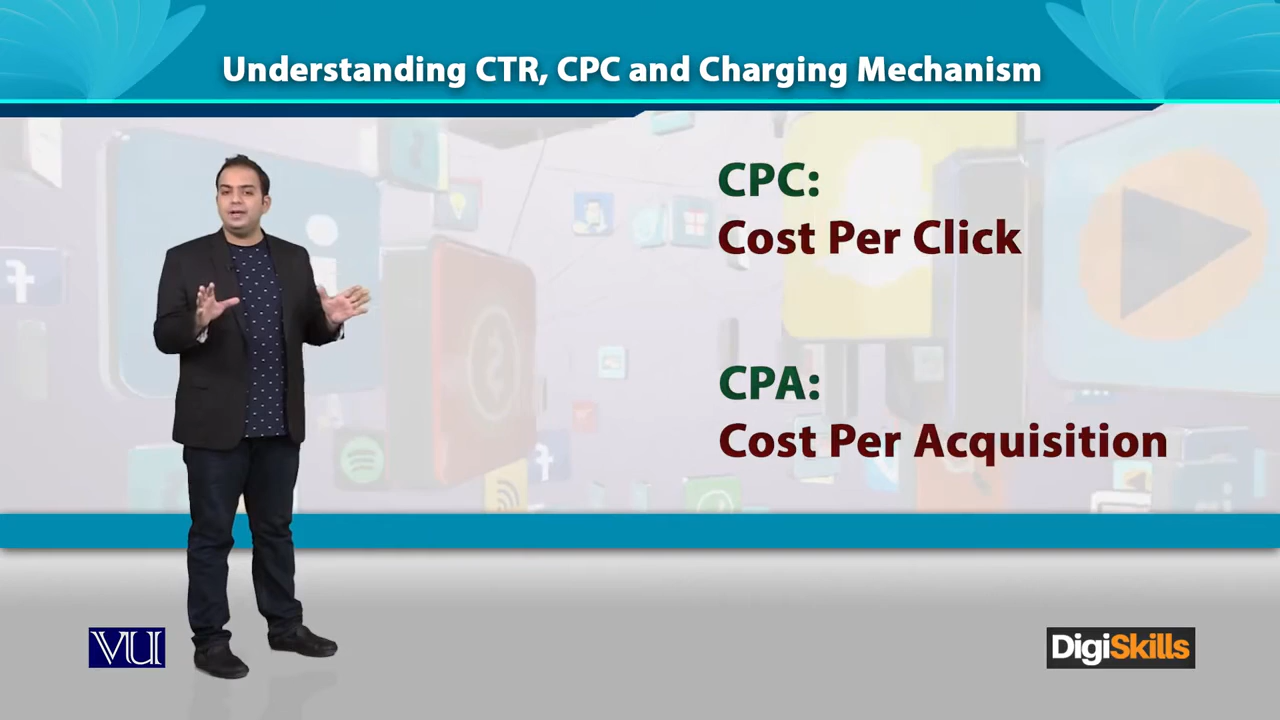 Understanding CTR, CPC and Charging Mechanism
CPC:
Cost Per Click
CPA:
Cost Per Acquisition
VU
DigiSkills